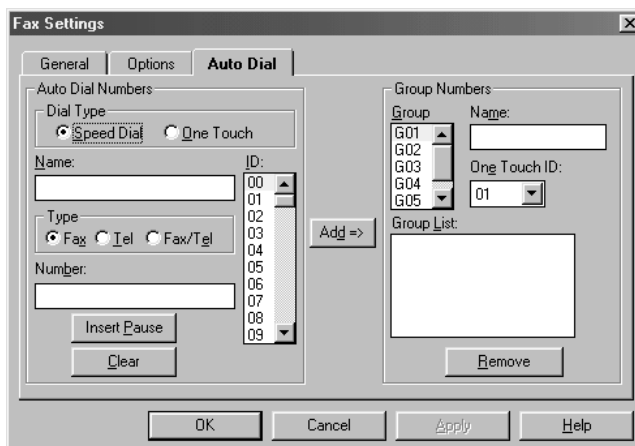 Fax Settings
General Options Auto Dial
Auto Dial Numbers
Dial Type
Speed Dial One Touch
Name:
ID:
00
01
02
03
04
05
06
07
08
09
Type
Fax Tel Fax/Tel
Number:
Insert Pause
Clear
Add =>
Group Numbers
Group
G01
G02
G03
G04
G05
Name:
One Touch ID:
01
Group List:
Remove
OK Cancel Apply Help